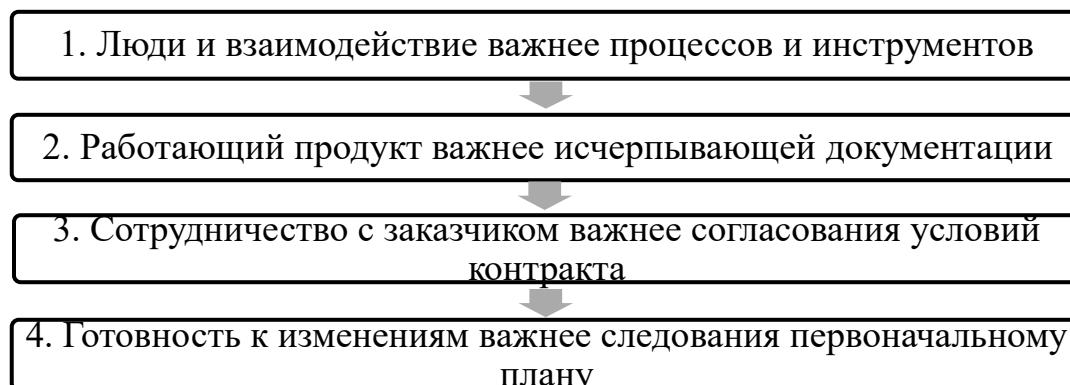 1. Люди и взаимодействие важнее процессов и инструментов
2. Работающий продукт важнее исчерпывающей документации
3. Сотрудничество с заказчиком важнее согласования условий
контракта
4. Готовность к изменениям важнее следования первоначальному
плану